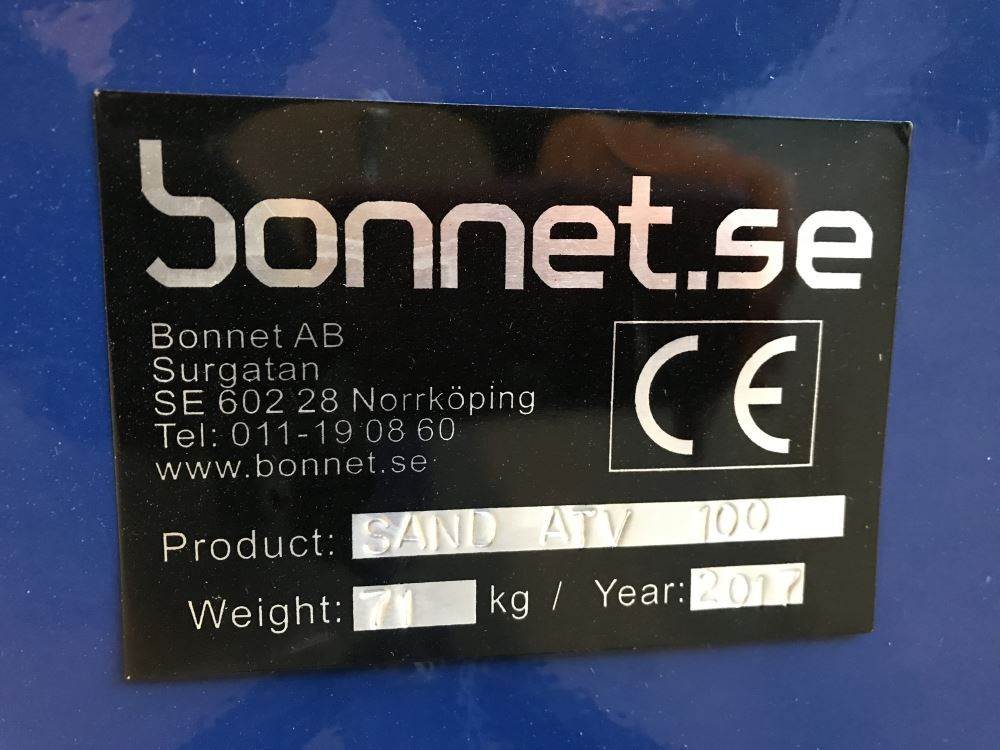 bonnet.se
Bonnet AB
Surgatan
SE 602 28 Norrköping
Tel: 011-19 08 60
www.bonnet.se
CE
Product: SAND ATV 100
Weight: 71 kg / Year: 2017